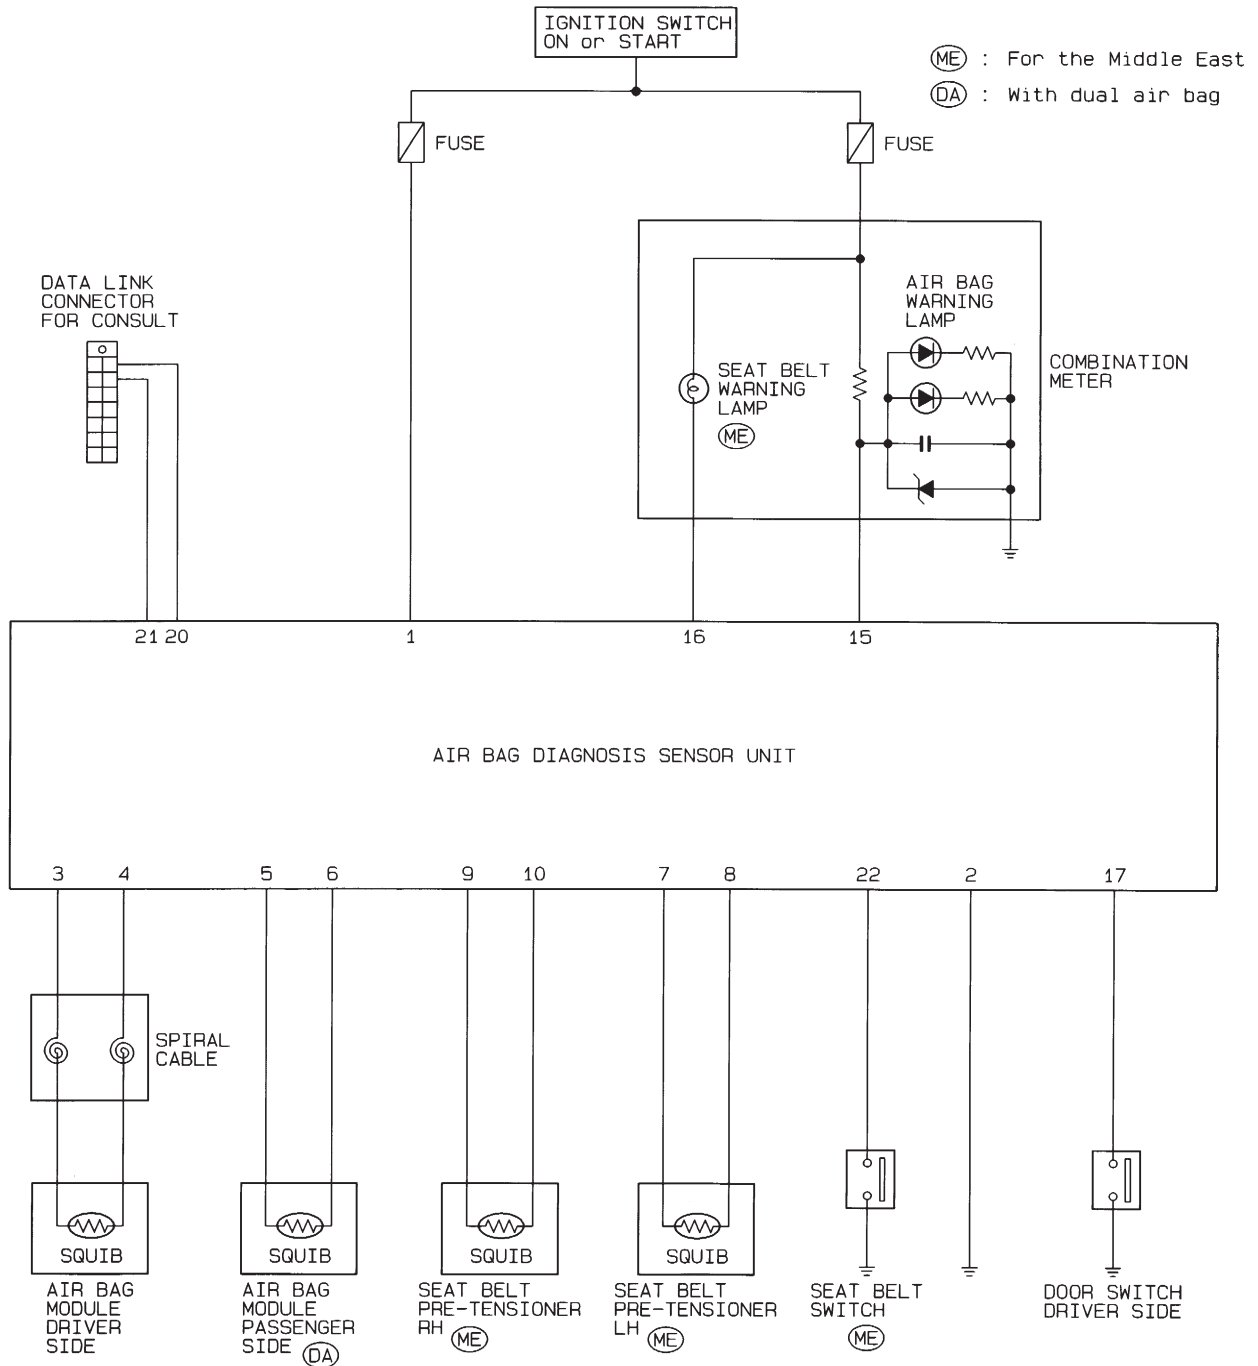 IGNITION SWITCH
ON or START
ME : For the Middle East
DA : With dual air bag
FUSE
FUSE
DATA LINK
CONNECTOR
FOR CONSULT
AIR BAG
WARNING
LAMP
SEAT BELT
WARNING
LAMP
ME
COMBINATION
METER
21 20 1 16 15
AIR BAG DIAGNOSIS SENSOR UNIT
3 4 5 6 9 10 7 8 22 2 17
SPIRAL
CABLE
SQUIB
SQUIB
SQUIB
SQUIB
AIR BAG
MODULE
DRIVER
SIDE
AIR BAG
MODULE
PASSENGER
SIDE DA
SEAT BELT
PRE-TENSIONER
RH ME
SEAT BELT
PRE-TENSIONER
LH ME
SEAT BELT
SWITCH
ME
DOOR SWITCH
DRIVER SIDE